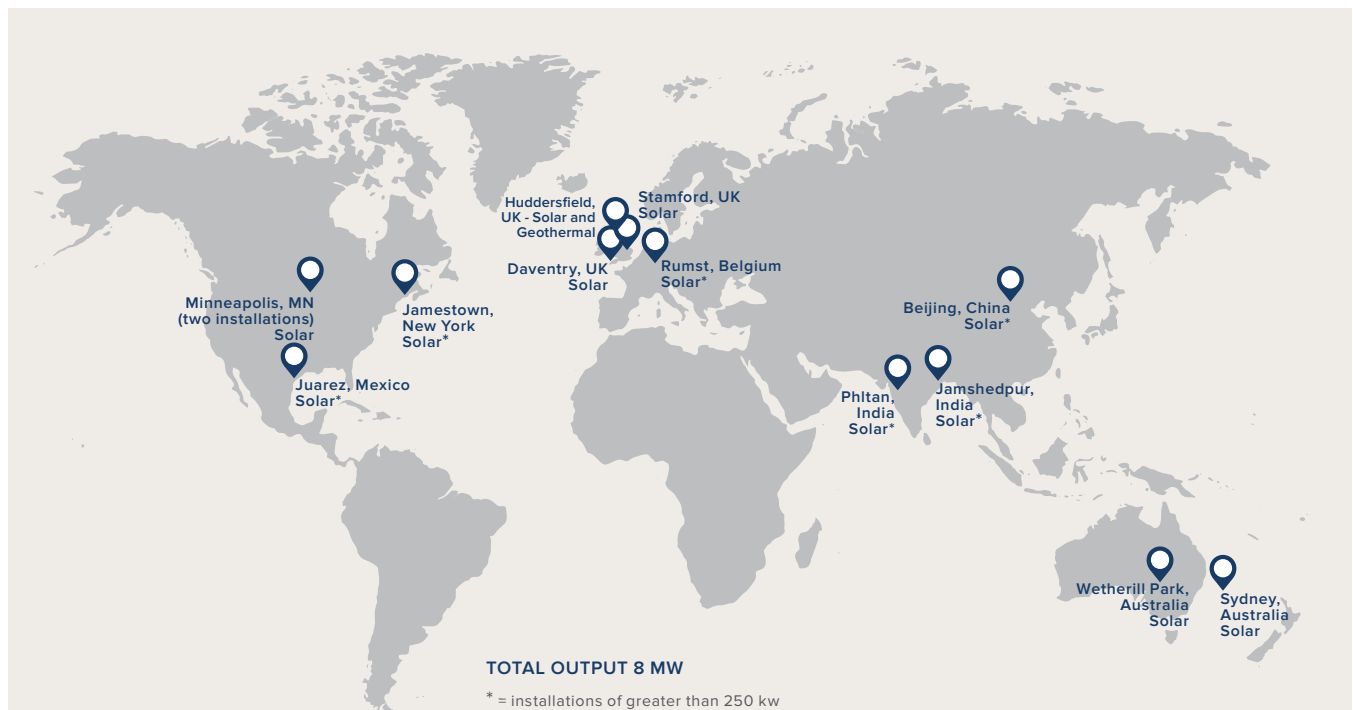 Huddersfield,
UK - Solar and
Geothermal
Stamford, UK
Solar
Daventry, UK
Solar
Rumst, Belgium
Solar*
Minneapolis, MN
(two installations)
Solar
Jamestown,
New York
Solar*
Juarez, Mexico
Solar*
Beijing, China
Solar*
Phltan,
India
Solar*
Jamshedpur,
India
Solar*
Wetherill Park,
Australia
Solar
Sydney,
Australia
Solar
TOTAL OUTPUT 8 MW
* = installations of greater than 250 kw